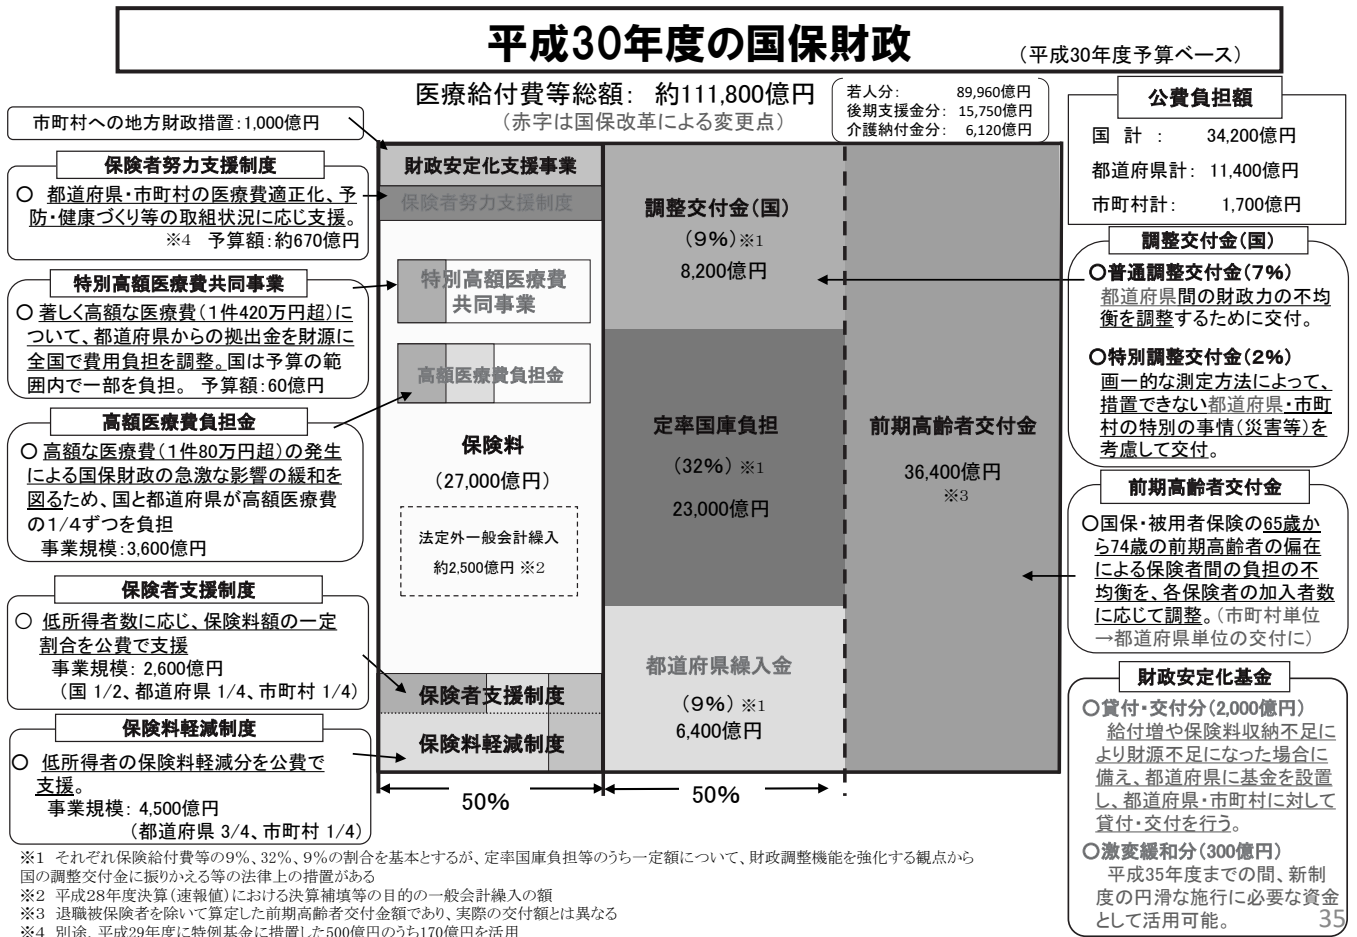 平成30年度の国保財政
(平成30年度予算ベース)
医療給付費等総額: 約111,800億円
(赤字は国保改革による変更点)
若人分: 89,960億円
後期支援金分: 15,750億円
介護納付金分: 6,120億円
市町村への地方財政措置:1,000億円
保険者努力支援制度
○ 都道府県・市町村の医療費適正化、予
防・健康づくり等の取組状況に応じ支援。
※4 予算額:約670億円
特別高額医療費共同事業
○ 著しく高額な医療費(1件420万円超)に
ついて、都道府県からの拠出金を財源に
全国で費用負担を調整。国は予算の範
囲内で一部を負担。 予算額:60億円
高額医療費負担金
○ 高額な医療費(1件80万円超)の発生
による国保財政の急激な影響の緩和を
図るため、国と都道府県が高額医療費
の1/4ずつを負担
事業規模:3,600億円
保険者支援制度
○ 低所得者数に応じ、保険料額の一定
割合を公費で支援
事業規模: 2,600億円
(国 1/2、都道府県 1/4、市町村 1/4)
保険料軽減制度
○ 低所得者の保険料軽減分を公費で
支援。
事業規模: 4,500億円
(都道府県 3/4、市町村 1/4)
財政安定化支援事業
保険者努力支援制度
特別高額医療費
共同事業
高額医療費負担金
保険料
(27,000億円)
法定外一般会計繰入
約2,500億円 ※2
保険者支援制度
保険料軽減制度
50%
調整交付金(国)
(9%)※1
8,200億円
定率国庫負担
(32%) ※1
23,000億円
都道府県繰入金
(9%) ※1
6,400億円
50%
前期高齢者交付金
36,400億円
※3
公費負担額
国 計 : 34,200億円
都道府県計: 11,400億円
市町村計: 1,700億円
調整交付金(国)
○普通調整交付金(7%)
都道府県間の財政力の不均
衡を調整するために交付。
○特別調整交付金(2%)
画一的な測定方法によって、
措置できない都道府県・市町
村の特別の事情(災害等)を
考慮して交付。
前期高齢者交付金
○国保・被用者保険の65歳か
ら74歳の前期高齢者の偏在
による保険者間の負担の不
均衡を、各保険者の加入者数
に応じて調整。(市町村単位
→都道府県単位の交付に)
財政安定化基金
○貸付・交付分(2,000億円)
給付増や保険料収納不足に
より財源不足になった場合に
備え、都道府県に基金を設置
し、都道府県・市町村に対して
貸付・交付を行う。
○激変緩和分(300億円)
平成35年度までの間、新制
度の円滑な施行に必要な資金
として活用可能。
※1 それぞれ保険給付費等の9%、32%、9%の割合を基本とするが、定率国庫負担等のうち一定額について、財政調整機能を強化する観点から
国の調整交付金に振りかえる等の法律上の措置がある
※2 平成28年度決算(速報値)における決算補填等の目的の一般会計繰入の額
※3 退職被保険者を除いて算定した前期高齢者交付金額であり、実際の交付額とは異なる
※4 別途、平成29年度に特例基金に措置した500億円のうち170億円を活用
35